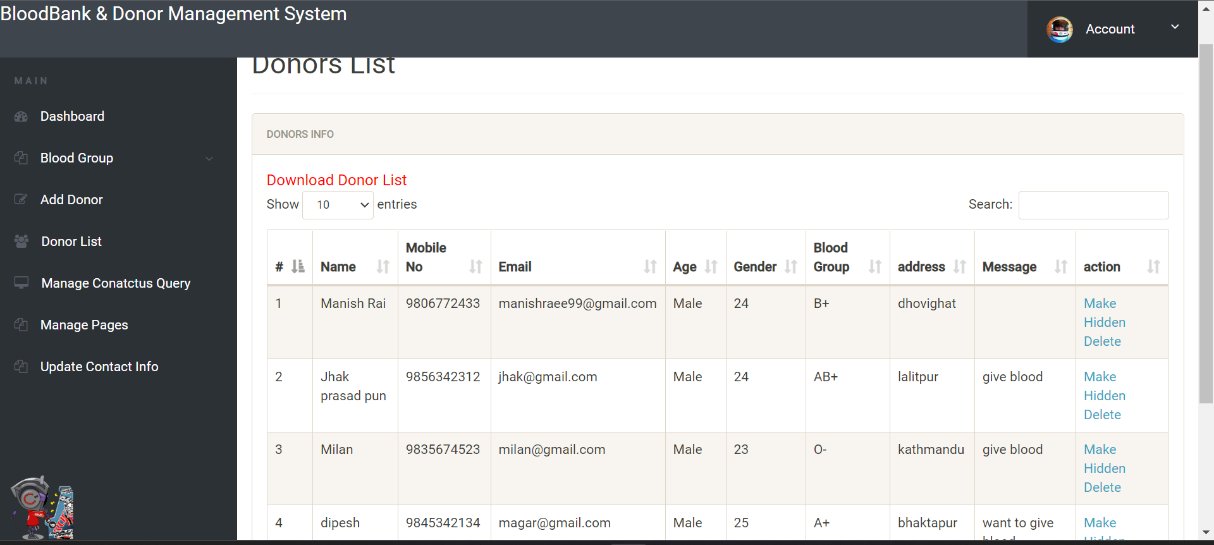 BloodBank & Donor Management System
Account
MAIN
Dashboard
Blood Group
Add Donor
Donor List
Manage Conatctus Query
Manage Pages
Update Contact Info
Donors List
DONORS INFO
Download Donor List
Show 10 entries
Search:
# Name Mobile No Email Age Gender Blood Group address Message action
1 Manish Rai 9806772433 manishraee99@gmail.com Male 24 B+ dhovighat Make Hidden Delete
2 Jhak prasad pun 9856342312 jhak@gmail.com Male 24 AB+ lalitpur give blood Make Hidden Delete
3 Milan 9835674523 milan@gmail.com Male 23 O- kathmandu give blood Make Hidden Delete
4 dipesh 9845342134 magar@gmail.com Male 25 A+ bhaktapur want to give blood Make Hidden